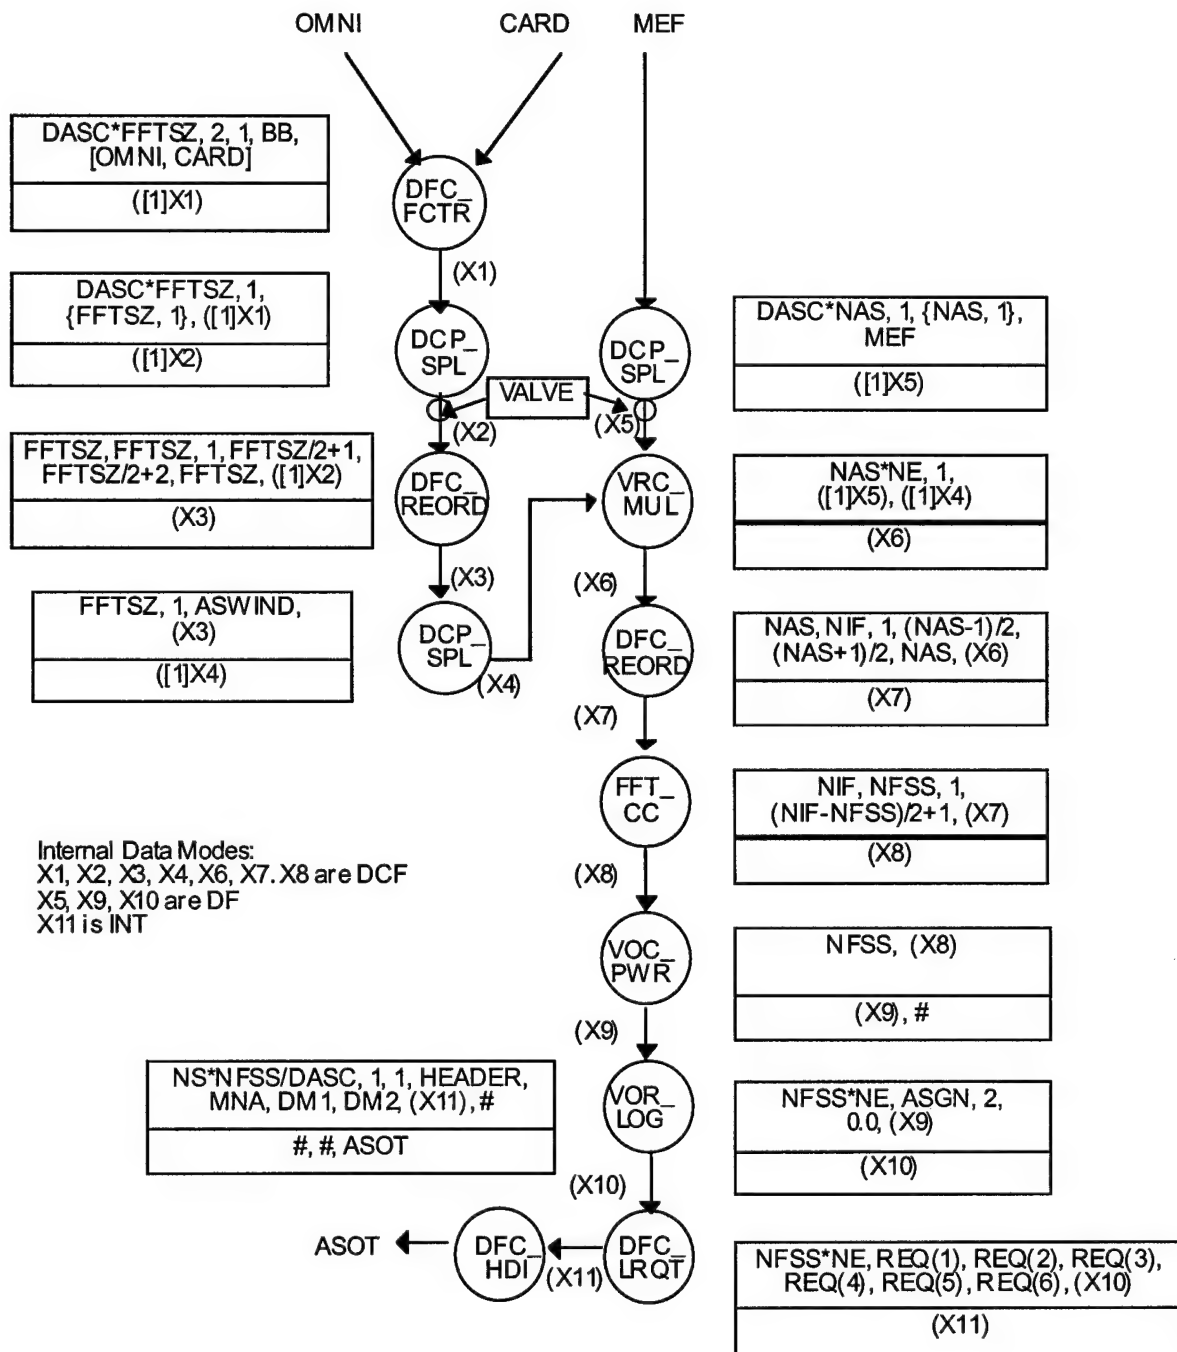 OMNI
CARD
MEF
DASC*FFTSZ, 2, 1, BB,
[OMNI, CARD]
([1]X1)
DFC_
FCTR
(X1)
DASC*FFTSZ, 1,
{FFTSZ, 1}, ([1]X1)
([1]X2)
DCP_
SPL
DCP_
SPL
DASC*NAS, 1, {NAS, 1},
MEF
([1]X5)
VALVE
(X2)
(X5)
FFTSZ, FFTSZ, 1, FFTSZ/2+1,
FFTSZ/2+2, FFTSZ, ([1]X2)
(X3)
DFC_
REORD
VRC_
MUL
NAS*NE, 1,
([1]X5), ([1]X4)
(X6)
(X3)
(X6)
FFTSZ, 1, ASWIND,
(X3)
([1]X4)
DCP_
SPL
(X4)
DFC_
REORD
NAS, NIF, 1, (NAS-1)/2,
(NAS+1)/2, NAS, (X6)
(X7)
(X7)
FFT_
CC
NIF, NFSS, 1,
(NIF-NFSS)/2+1, (X7)
(X8)
Internal Data Modes:
X1, X2, X3, X4, X6, X7. X8 are DCF
X5, X9, X10 are DF
X11 is INT
(X8)
VOC_
PWR
NFSS, (X8)
(X9), #
(X9)
NS*NFSS/DASC, 1, 1, HEADER,
MNA, DM1, DM2, (X11), #
#, #, ASOT
VOR_
LOG
NFSS*NE, ASGN, 2,
0.0, (X9)
(X10)
(X10)
ASOT
DFC_
HDI
(X11)
DFC_
LRQT
NFSS*NE, REQ(1), REQ(2), REQ(3),
REQ(4), REQ(5), REQ(6), (X10)
(X11)